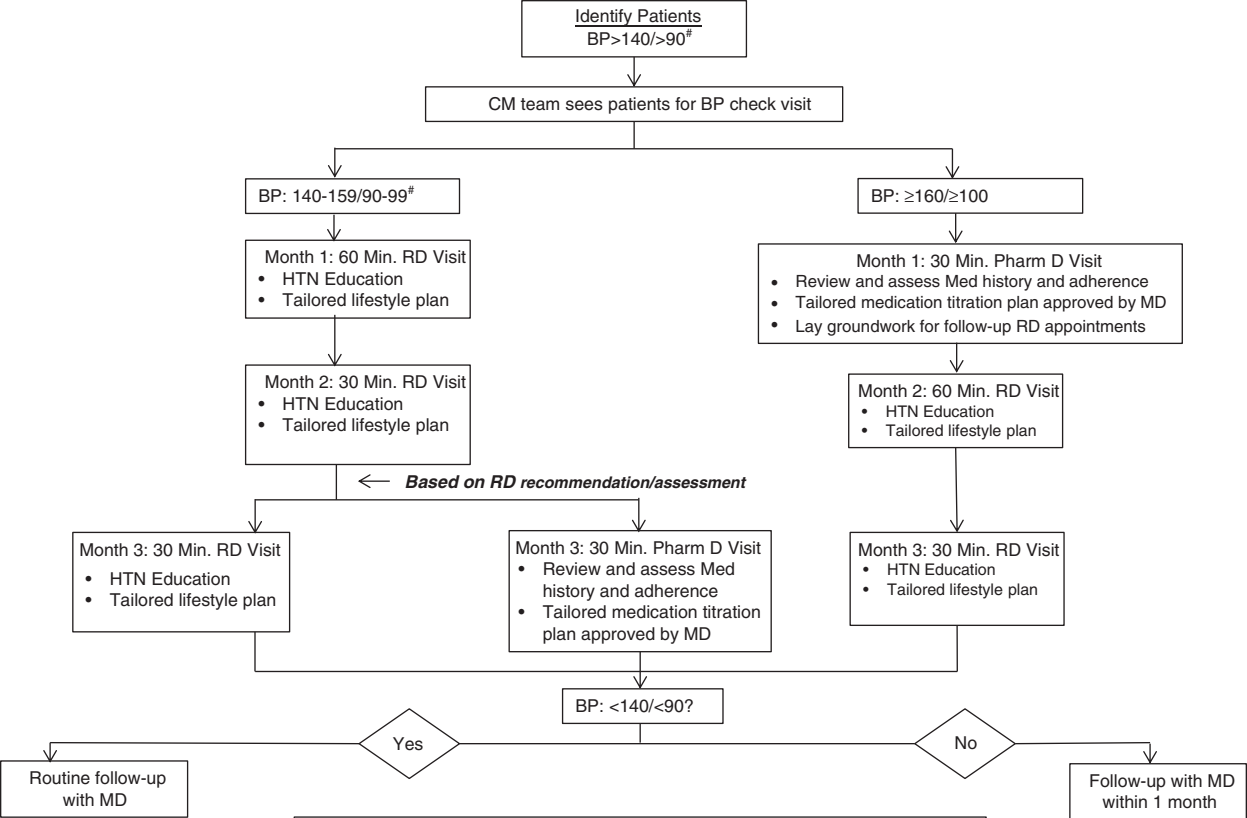 Identify Patients
BP>140/>90#
CM team sees patients for BP check visit
BP: 140-159/90-99#
BP: ≥160/≥100
Month 1: 60 Min. RD Visit
• HTN Education
• Tailored lifestyle plan
Month 1: 30 Min. Pharm D Visit
• Review and assess Med history and adherence
• Tailored medication titration plan approved by MD
• Lay groundwork for follow-up RD appointments
Month 2: 30 Min. RD Visit
• HTN Education
• Tailored lifestyle plan
Month 2: 60 Min. RD Visit
• HTN Education
• Tailored lifestyle plan
Based on RD recommendation/assessment
Month 3: 30 Min. RD Visit
• HTN Education
• Tailored lifestyle plan
Month 3: 30 Min. Pharm D Visit
• Review and assess Med
history and adherence
• Tailored medication titration
plan approved by MD
Month 3: 30 Min. RD Visit
• HTN Education
• Tailored lifestyle plan
BP: <140/<90?
Yes
No
Routine follow-up
with MD
Follow-up with MD
within 1 month